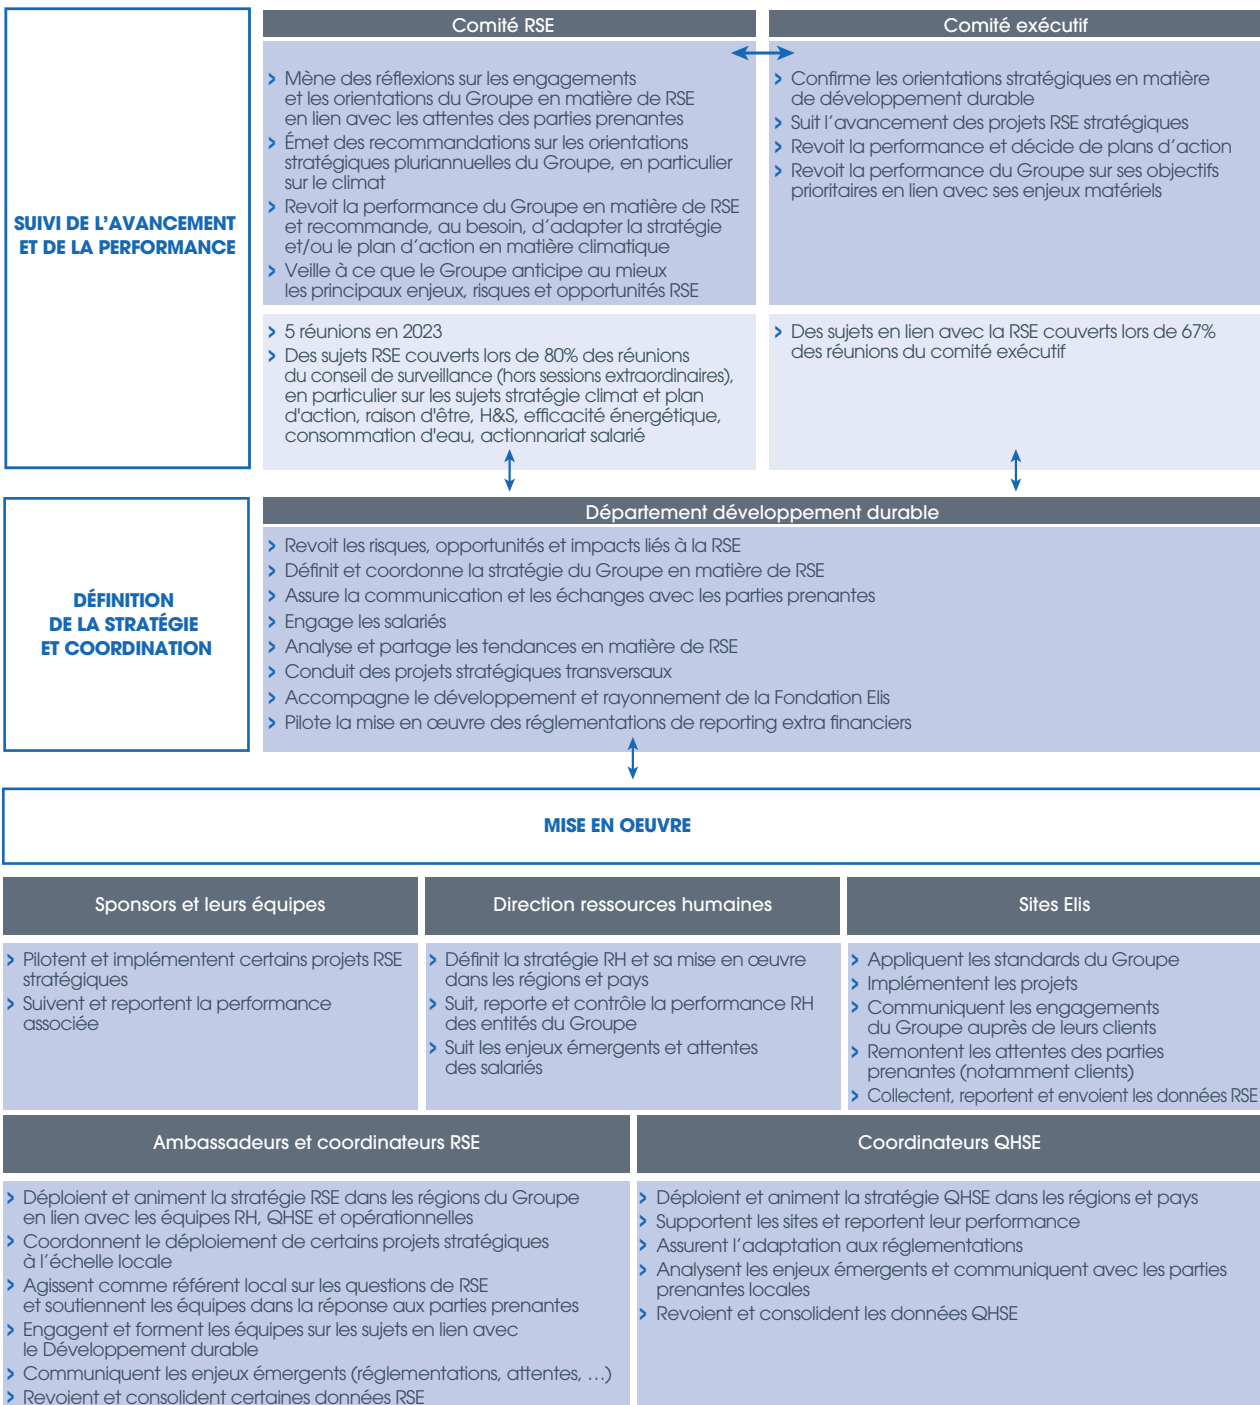 SUIVI DE L'AVANCEMENT
ET DE LA PERFORMANCE
Comité RSE
> Mène des réflexions sur les engagements
et les orientations du Groupe en matière de RSE
en lien avec les attentes des parties prenantes
> Émet des recommandations sur les orientations
stratégiques pluriannuelles du Groupe, en particulier
sur le climat
> Revoit la performance du Groupe en matière de RSE
et recommande, au besoin, d'adapter la stratégie
et/ou le plan d'action en matière climatique
> Veille à ce que le Groupe anticipe au mieux
les principaux enjeux, risques et opportunités RSE
> 5 réunions en 2023
> Des sujets RSE couverts lors de 80% des réunions
du conseil de surveillance (hors sessions extraordinaires),
en particulier sur les sujets stratégie climat et plan
d'action, raison d'être, H&S, efficacité énergétique,
consommation d'eau, actionnariat salarié
Comité exécutif
> Confirme les orientations stratégiques en matière
de développement durable
> Suit l'avancement des projets RSE stratégiques
> Revoit la performance et décide de plans d'action
> Revoit la performance du Groupe sur ses objectifs
prioritaires en lien avec ses enjeux matériels
> Des sujets en lien avec la RSE couverts lors de 67%
des réunions du comité exécutif
DÉFINITION
DE LA STRATÉGIE
ET COORDINATION
Département développement durable
> Revoit les risques, opportunités et impacts liés à la RSE
> Définit et coordonne la stratégie du Groupe en matière de RSE
> Assure la communication et les échanges avec les parties prenantes
> Engage les salariés
> Analyse et partage les tendances en matière de RSE
> Conduit des projets stratégiques transversaux
> Accompagne le développement et rayonnement de la Fondation Elis
> Pilote la mise en œuvre des réglementations de reporting extra financiers
MISE EN OEUVRE
Sponsors et leurs équipes
> Pilotent et implémentent certains projets RSE
stratégiques
> Suivent et reportent la performance
associée
Direction ressources humaines
> Définit la stratégie RH et sa mise en œuvre
dans les régions et pays
> Suit, reporte et contrôle la performance RH
des entités du Groupe
> Suit les enjeux émergents et attentes
des salariés
Sites Elis
> Appliquent les standards du Groupe
> Implémentent les projets
> Communiquent les engagements
du Groupe auprès de leurs clients
> Remontent les attentes des parties
prenantes (notamment clients)
> Collectent, reportent et envoient les données RSE
Ambassadeurs et coordinateurs RSE
> Déploient et animent la stratégie RSE dans les régions du Groupe
en lien avec les équipes RH, QHSE et opérationnelles
> Coordonnent le déploiement de certains projets stratégiques
à l'échelle locale
> Agissent comme référent local sur les questions de RSE
et soutiennent les équipes dans la réponse aux parties prenantes
> Engagent et forment les équipes sur les sujets en lien avec
le Développement durable
> Communiquent les enjeux émergents (réglementations, attentes, …)
> Revoient et consolident certaines données RSE
Coordinateurs QHSE
> Déploient et animent la stratégie QHSE dans les régions et pays
> Supportent les sites et reportent leur performance
> Assurent l'adaptation aux réglementations
> Analysent les enjeux émergents et communiquent avec les parties
prenantes locales
> Revoient et consolident les données QHSE